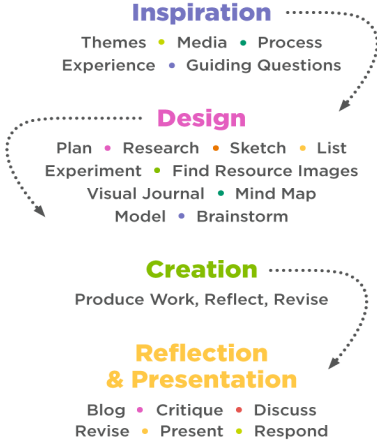 Inspiration
Themes • Media • Process
Experience • Guiding Questions
Design
Plan • Research • Sketch • List
Experiment • Find Resource Images
Visual Journal • Mind Map
Model • Brainstorm
Creation
Produce Work, Reflect, Revise
Reflection
& Presentation
Blog • Critique • Discuss
Revise • Present • Respond